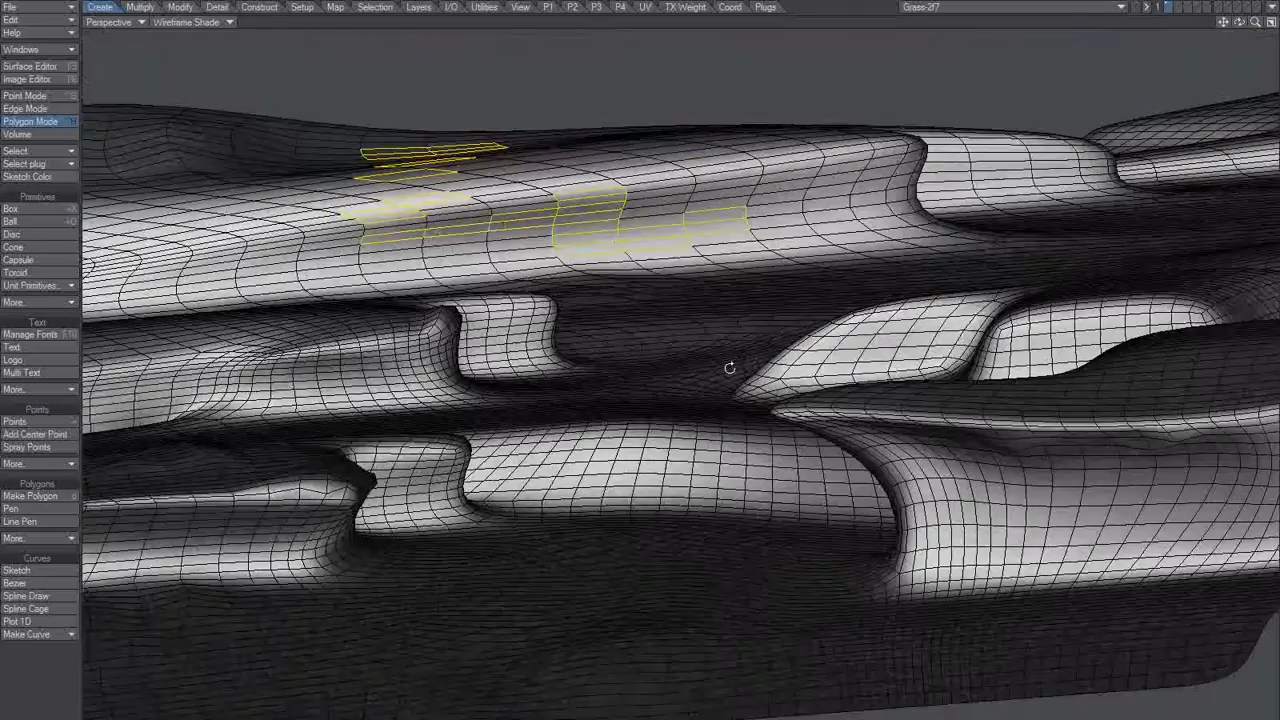 File
Create
Multiply
Modify
Detail
Construct
Setup
Map
Selection
Layers
I/O
Utilities
View
P1
P2
P3
P4
UV
TX Weight
Coord
Plugs
Grass-2f7
1
Edit
Perspective
Wireframe Shade
Help
Windows
Surface Editor
Image Editor
Point Mode
Edge Mode
Polygon Mode
Volume
Select
Select plug
Sketch Color
Primitives
Box
Ball
Disc
Cone
Capsule
Toroid
Unit Primitives...
More...
Text
Manage Fonts
Text
Logo
Multi Text
More...
Points
Points
Add Center Point
Spray Points
More...
Polygons
Make Polygon
Pen
Line Pen
More...
Curves
Sketch
Bezier
Spline Draw
Spline Cage
Plot 1D
Make Curve